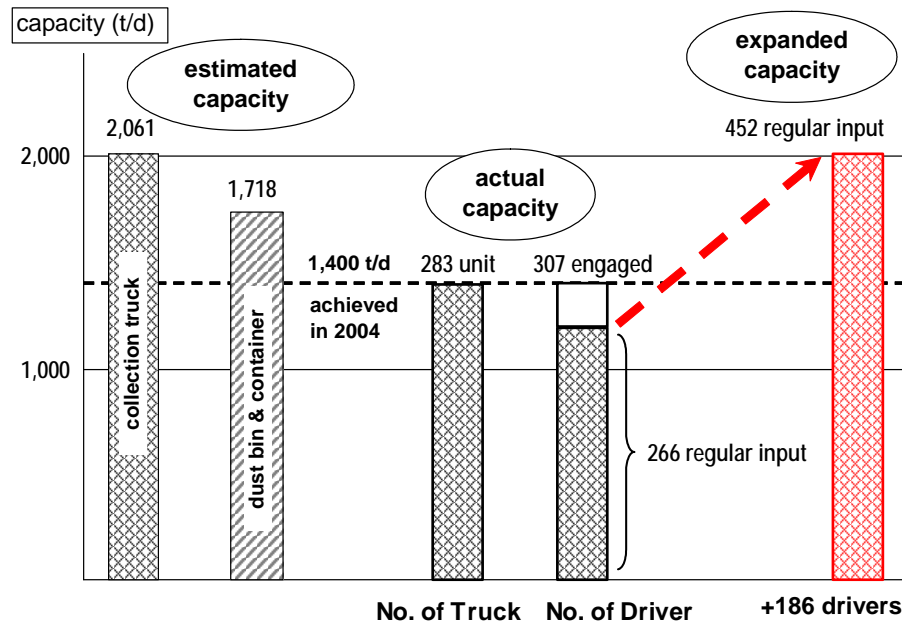 capacity (t/d)
estimated
capacity
expanded
capacity
2,061
452 regular input
2,000
1,718
actual
capacity
1,400 t/d
283 unit
307 engaged
achieved
in 2004
1,000
collection truck
dust bin & container
266 regular input
No. of Truck
No. of Driver
+186 drivers